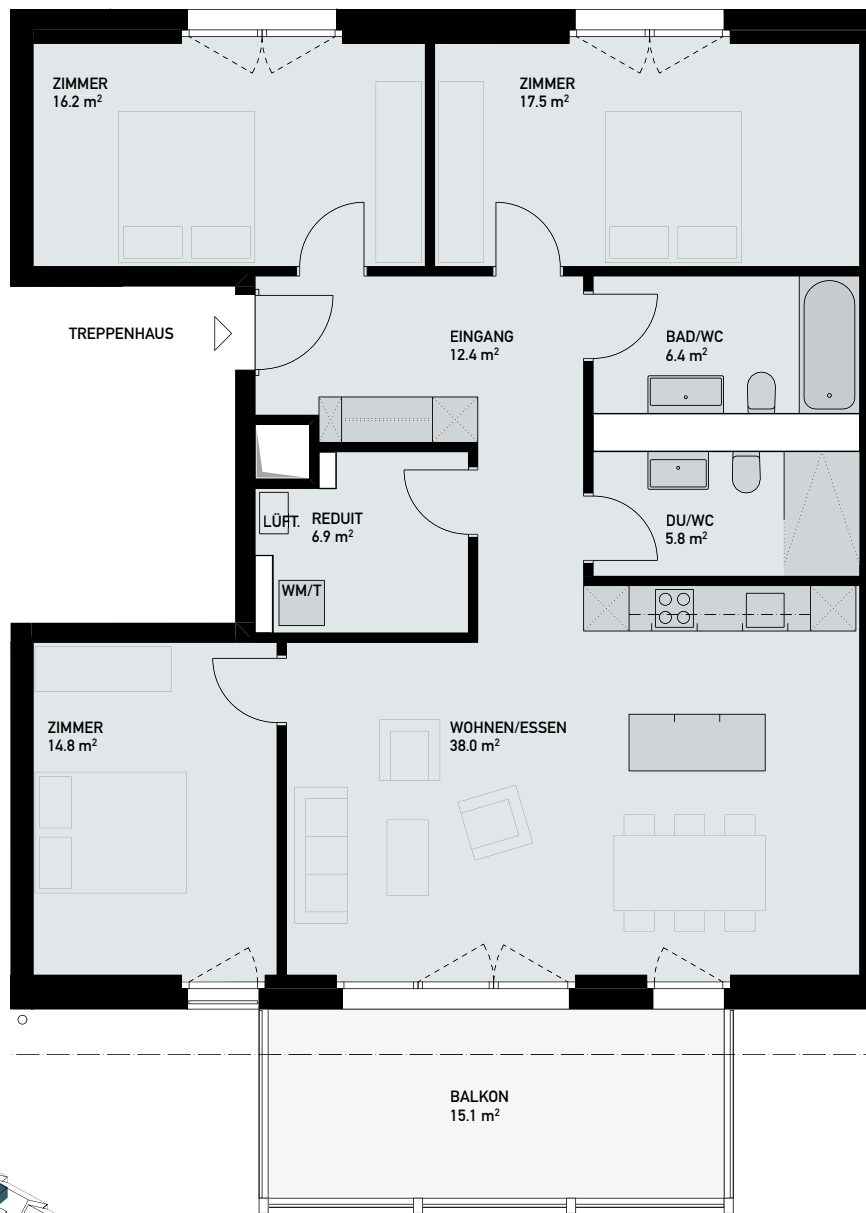 ZIMMER
16.2 m²
ZIMMER
17.5 m²
TREPPENHAUS
EINGANG
12.4 m²
BAD/WC
6.4 m²
LÜFT.
REDUIT
6.9 m²
DU/WC
5.8 m²
WM/T
ZIMMER
14.8 m²
WOHNEN/ESSEN
38.0 m²
BALKON
15.1 m²